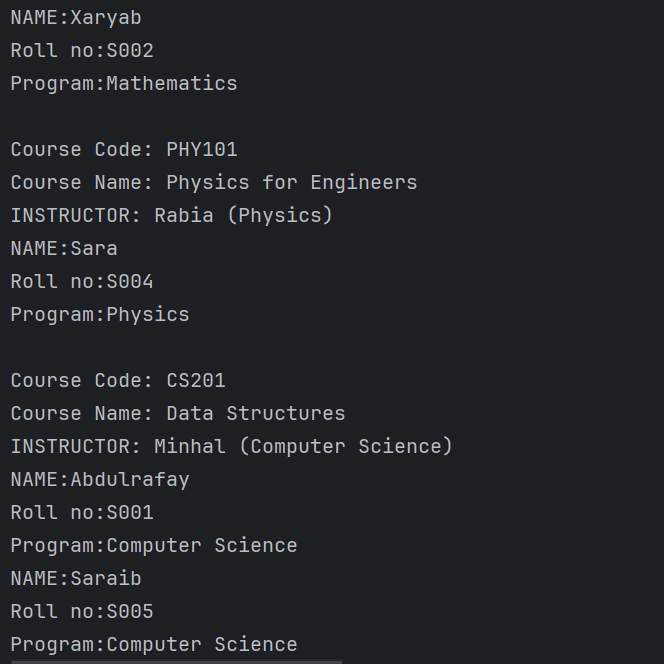 NAME:Xaryab
Roll no:S002
Program:Mathematics

Course Code: PHY101
Course Name: Physics for Engineers
INSTRUCTOR: Rabia (Physics)
NAME:Sara
Roll no:S004
Program:Physics

Course Code: CS201
Course Name: Data Structures
INSTRUCTOR: Minhal (Computer Science)
NAME:Abdulrafay
Roll no:S001
Program:Computer Science
NAME:Saraib
Roll no:S005
Program:Computer Science